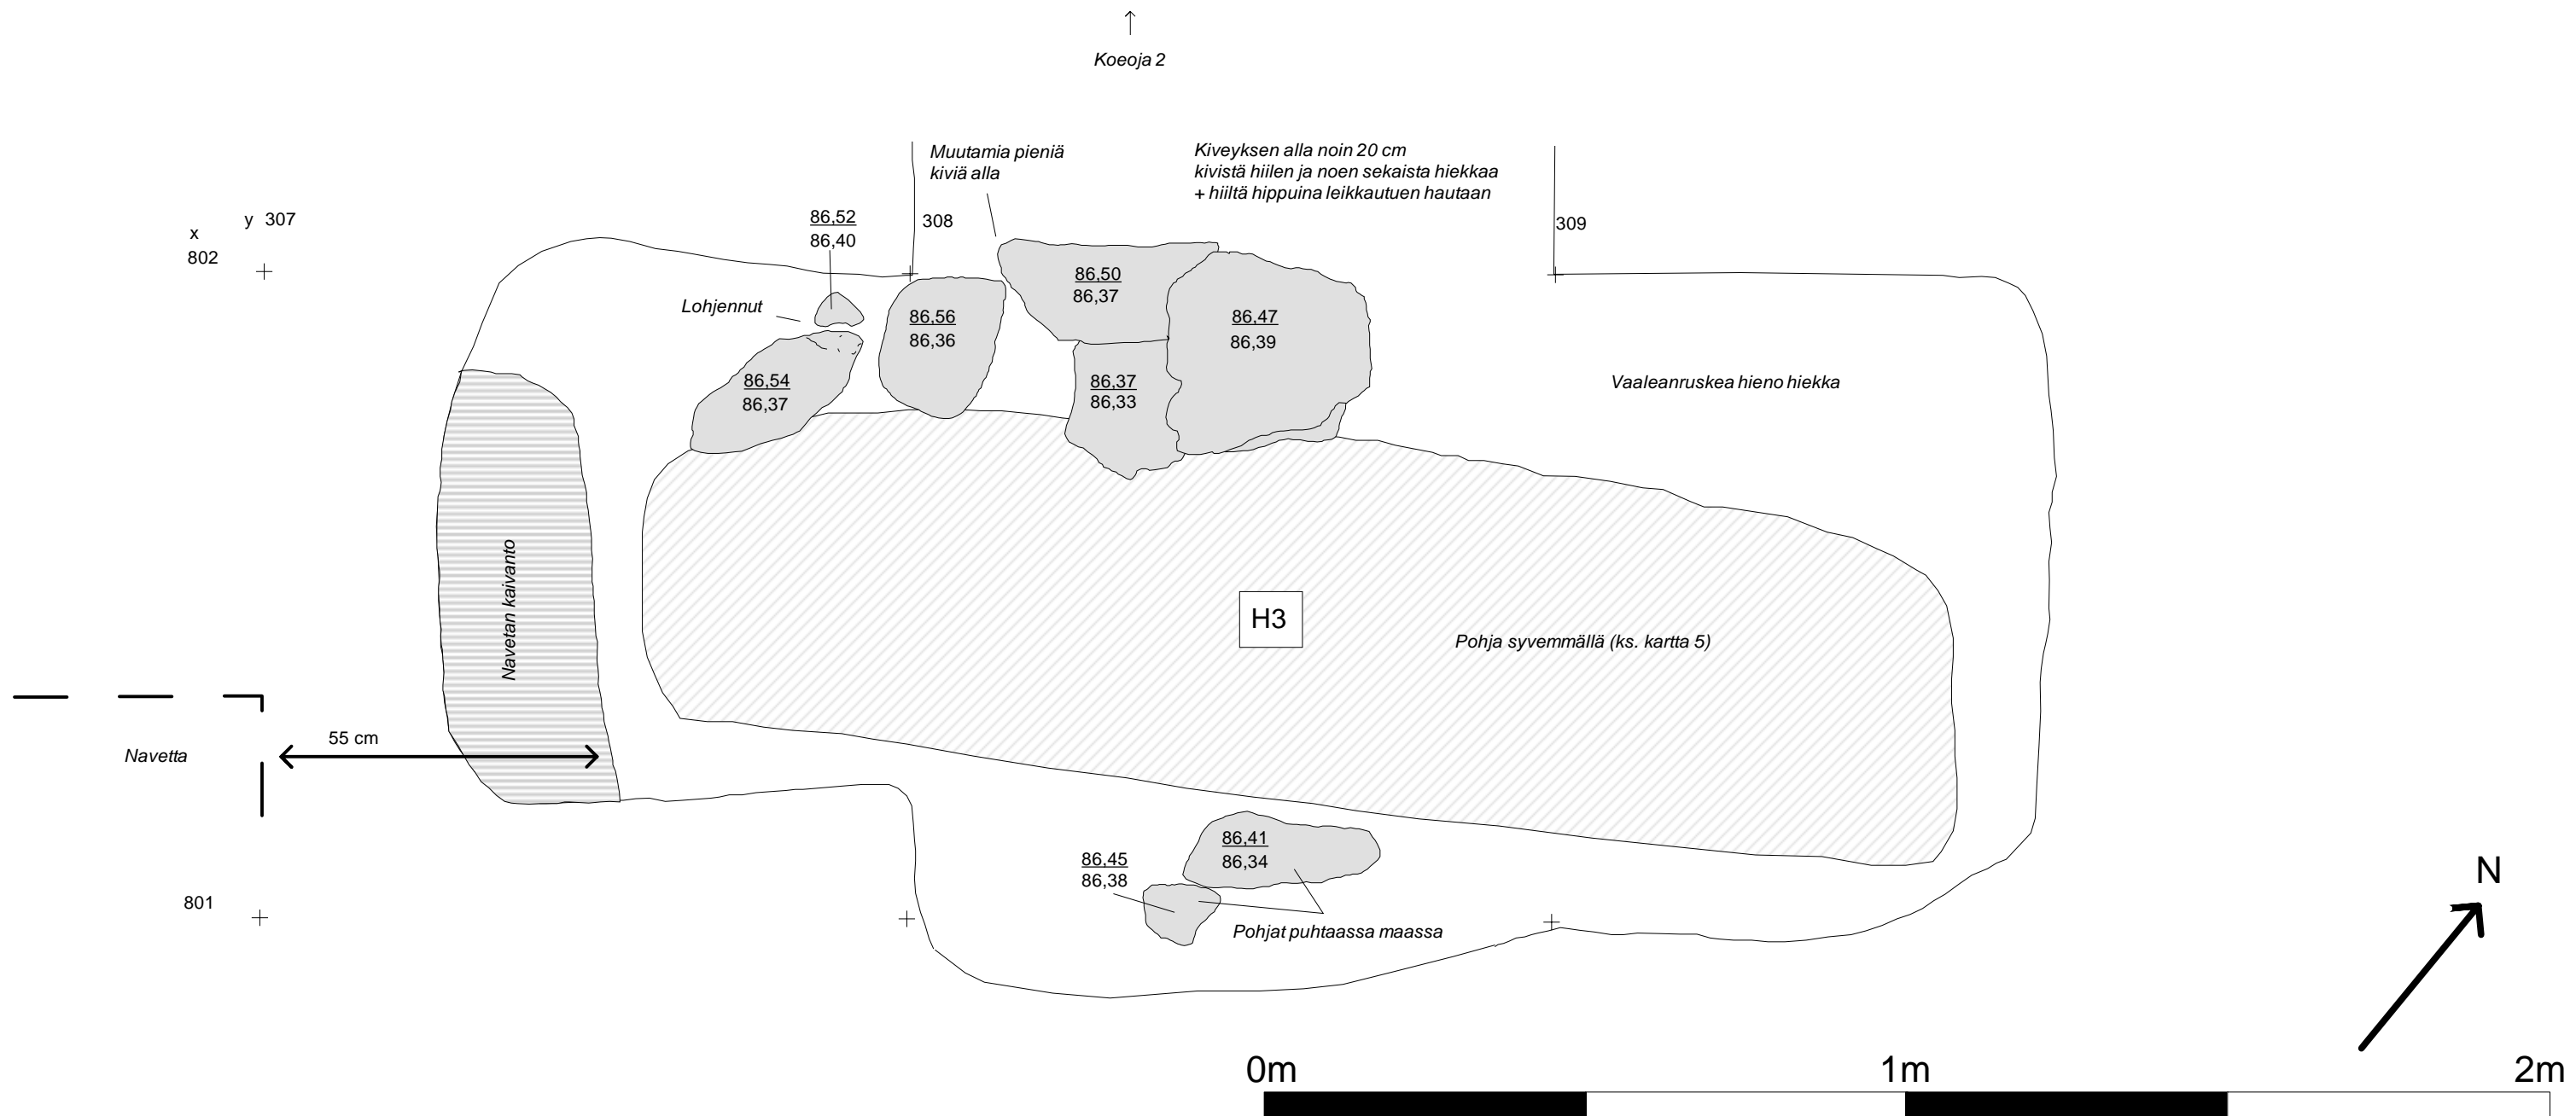 Koeoja 2
Muutamia pieniä
kiviä alla
Kiveyksen alla noin 20 cm
kivistä hiilen ja noen sekaista hiekkaa
+ hiiltä hippuina leikkautuen hautaan
y 307
x
802
86,52
86,40
308
309
Lohjennut
86,50
86,37
86,56
86,36
86,47
86,39
86,54
86,37
86,37
86,33
Vaaleanruskea hieno hiekka
Navetan kaivanto
H3
Pohja syvemmällä (ks. kartta 5)
55 cm
Navetta
86,41
86,34
86,45
86,38
801
Pohjat puhtaassa maassa
N
0m
1m
2m